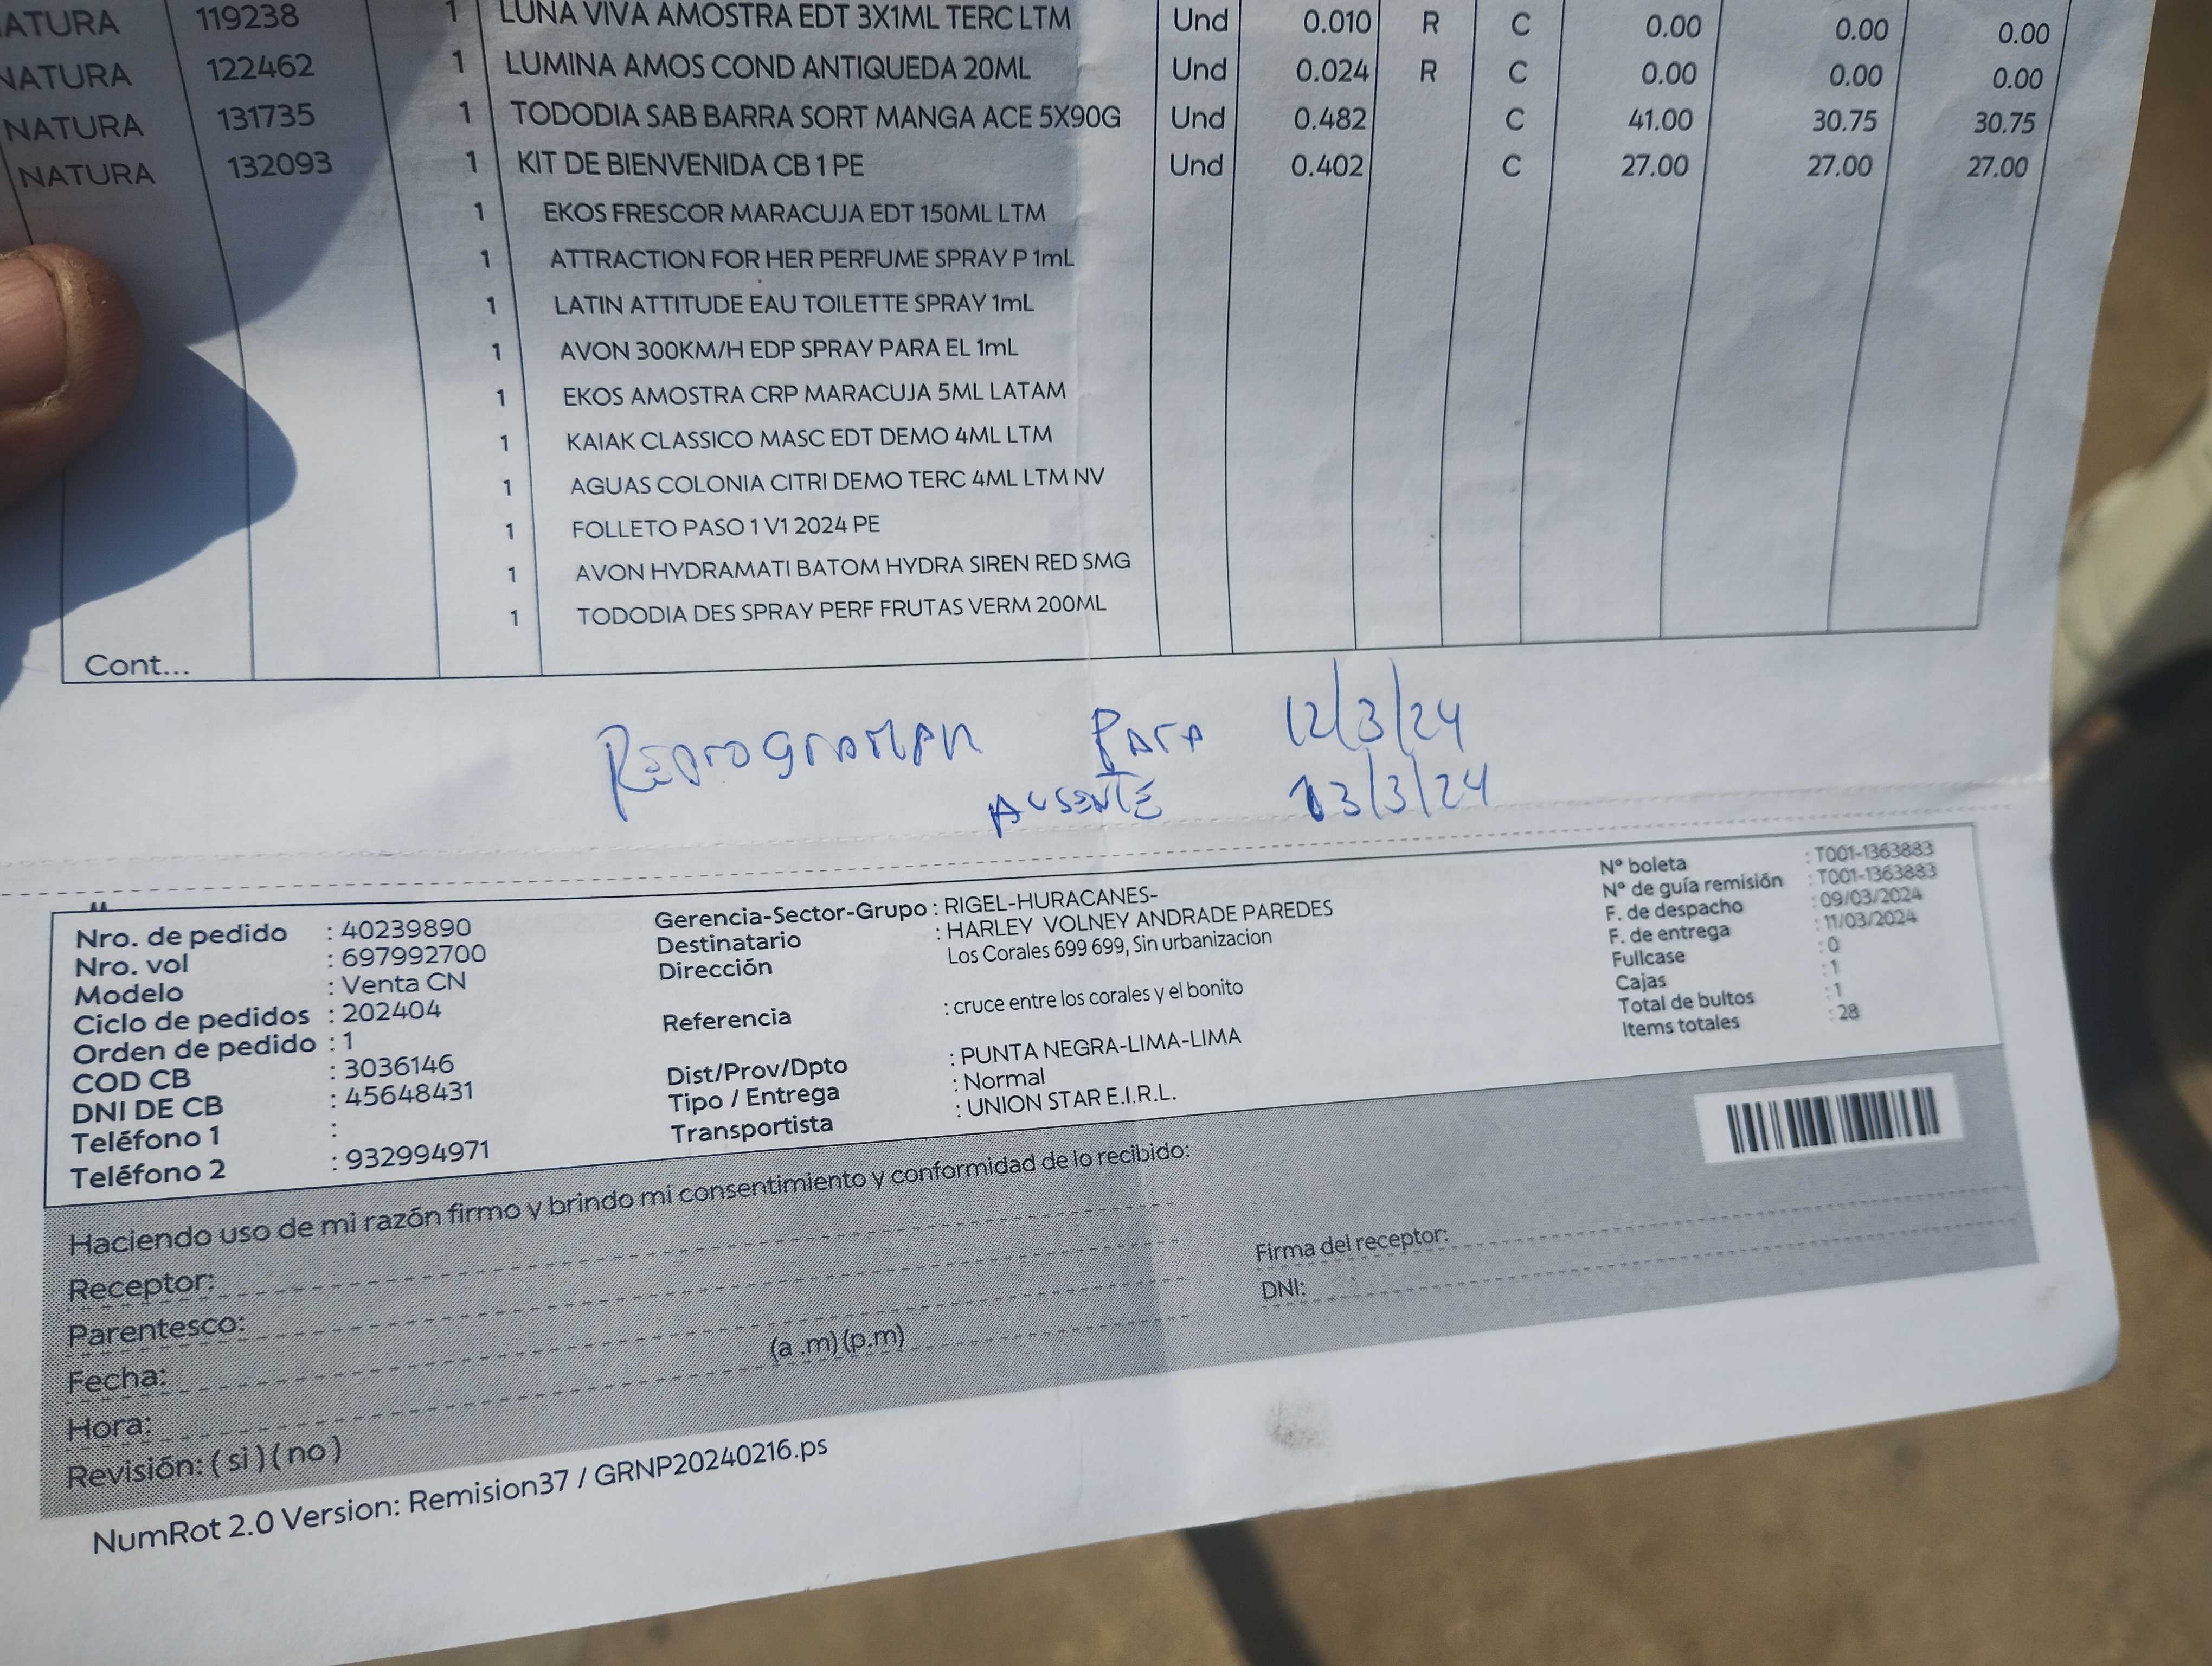 NATURA 119238 1 LUNA VIVA AMOSTRA EDT 3X1ML TERC LTM Und 0.010 R C 0.00 0.00 0.00
NATURA 122462 1 LUMINA AMOS COND ANTIQUEDA 20ML Und 0.024 R C 0.00 0.00 0.00
NATURA 131735 1 TODODIA SAB BARRA SORT MANGA ACE 5X90G Und 0.482 C 41.00 30.75 30.75
NATURA 132093 1 KIT DE BIENVENIDA CB 1 PE Und 0.402 C 27.00 27.00 27.00
1 EKOS FRESCOR MARACUJA EDT 150ML LTM
1 ATTRACTION FOR HER PERFUME SPRAY P 1mL
1 LATIN ATTITUDE EAU TOILETTE SPRAY 1mL
1 AVON 300KM/H EDP SPRAY PARA EL 1mL
1 EKOS AMOSTRA CRP MARACUJA 5ML LATAM
1 KAIAK CLASSICO MASC EDT DEMO 4ML LTM
1 AGUAS COLONIA CITRI DEMO TERC 4ML LTM NV
1 FOLLETO PASO 1 V1 2024 PE
1 AVON HYDRAMATI BATOM HYDRA SIREN RED SMG
1 TODODIA DES SPRAY PERF FRUTAS VERM 200ML
Cont...
Reprograman Para 12/3/24
Ausente 13/3/24
Nro. de pedido : 40239890
Nro. vol : 697992700
Modelo : Venta CN
Ciclo de pedidos : 202404
Orden de pedido : 1
COD CB : 3036146
DNI DE CB : 45648431
Teléfono 1 :
Teléfono 2 : 932994971
Gerencia-Sector-Grupo : RIGEL-HURACANES-
Destinatario : HARLEY VOLNEY ANDRADE PAREDES
Dirección Los Corales 699 699, Sin urbanizacion
Referencia : cruce entre los corales y el bonito
Dist/Prov/Dpto : PUNTA NEGRA-LIMA-LIMA
Tipo / Entrega : Normal
Transportista : UNION STAR E.I.R.L.
N° boleta : T001-1363883
N° de guía remisión : T001-1363883
F. de despacho : 09/03/2024
F. de entrega : 11/03/2024
Fullcase : 0
Cajas : 1
Total de bultos : 1
Items totales : 28
Haciendo uso de mi razón firmo y brindo mi consentimiento y conformidad de lo recibido:
Receptor:
Parentesco:
Fecha:
Hora: (a .m) (p.m)
Revisión: ( si ) ( no )
Firma del receptor:
DNI:
NumRot 2.0 Version: Remision37 / GRNP20240216.ps